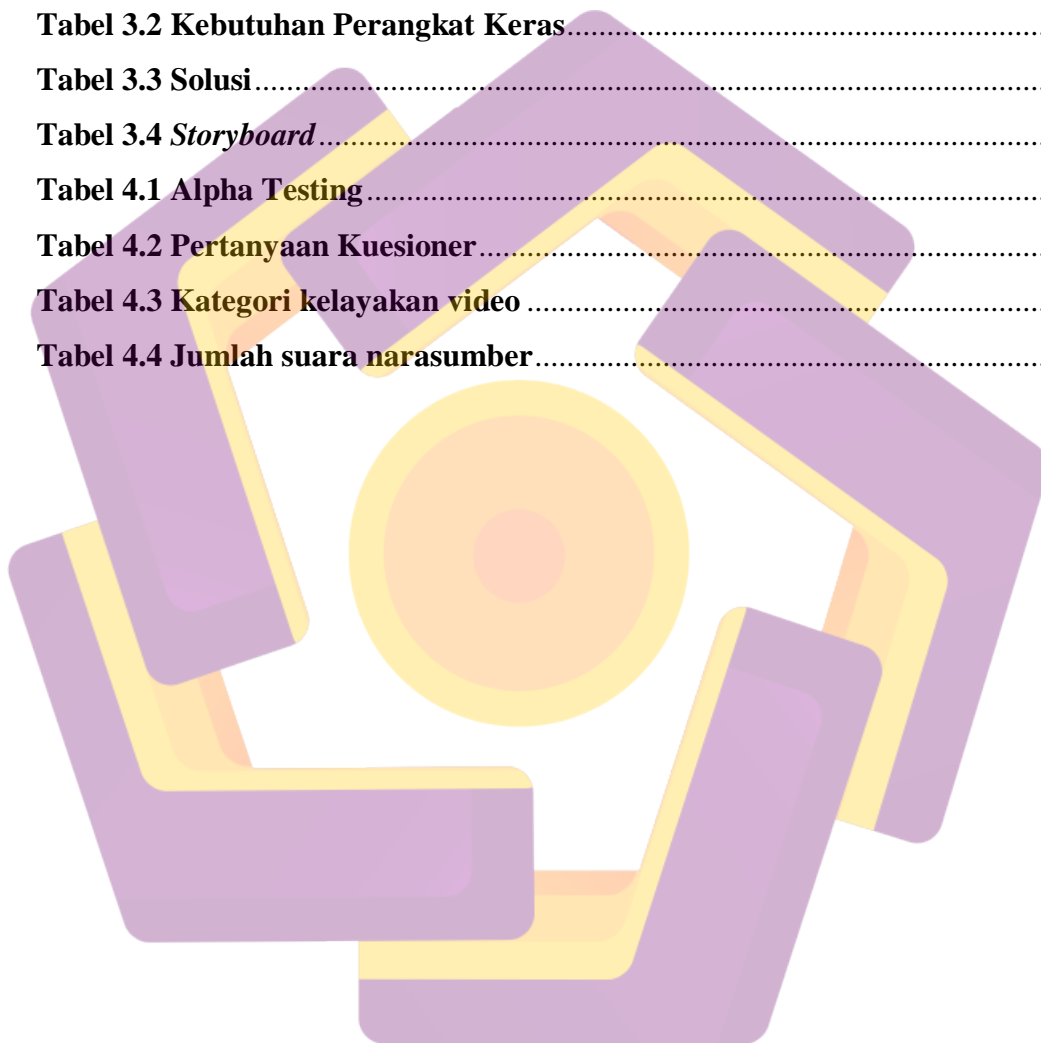 Tabel 3.2 Kebutuhan Perangkat Keras
Tabel 3.3 Solusi
Tabel 3.4 Storyboard
Tabel 4.1 Alpha Testing
Tabel 4.2 Pertanyaan Kuesioner
Tabel 4.3 Kategori kelayakan video
Tabel 4.4 Jumlah suara narasumber